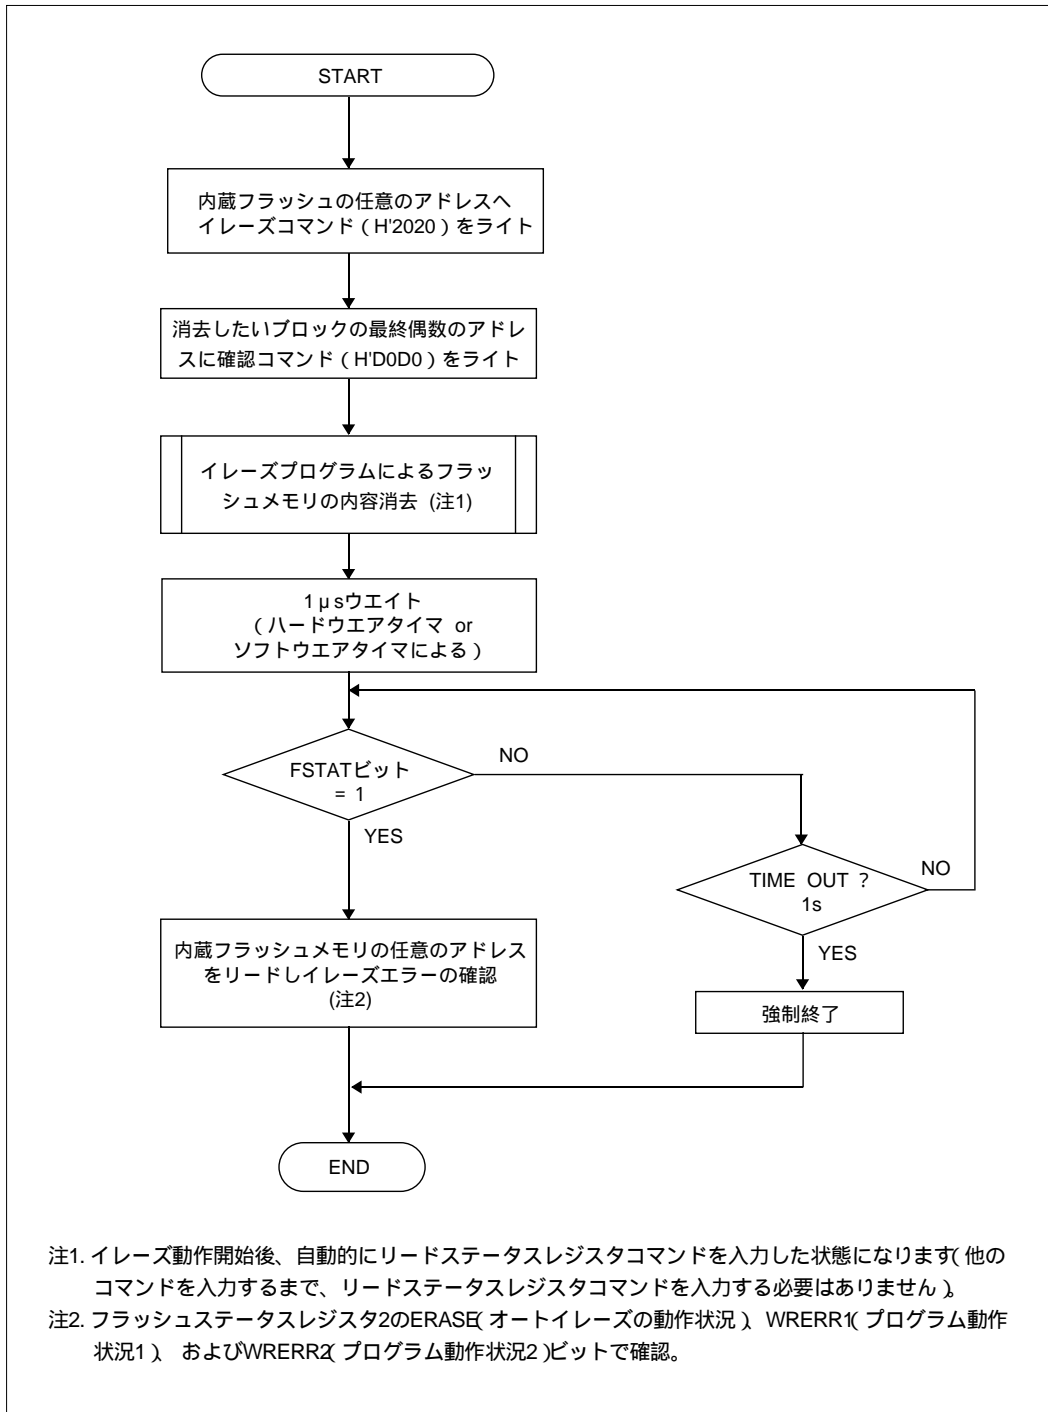 START
内蔵フラッシュの任意のアドレスへ
イレーズコマンド（H'2020）をライト
消去したいブロックの最終偶数のアドレ
スに確認コマンド（H'D0D0）をライト
イレーズプログラムによるフラッ
シュメモリの内容消去 (注1)
1μsウエイト
（ハードウエアタイマ or
ソフトウエアタイマによる）
FSTATビット
= 1
NO
YES
TIME OUT ?
1s
NO
YES
内蔵フラッシュメモリの任意のアドレス
をリードしイレーズエラーの確認
(注2)
強制終了
END
注1. イレーズ動作開始後、自動的にリードステータスレジスタコマンドを入力した状態になります（他の
コマンドを入力するまで、リードステータスレジスタコマンドを入力する必要はありません）。
注2. フラッシュステータスレジスタ2のERASE（オートイレーズの動作状況）、WRERR1（プログラム動作
状況1）、およびWRERR2（プログラム動作状況2）ビットで確認。